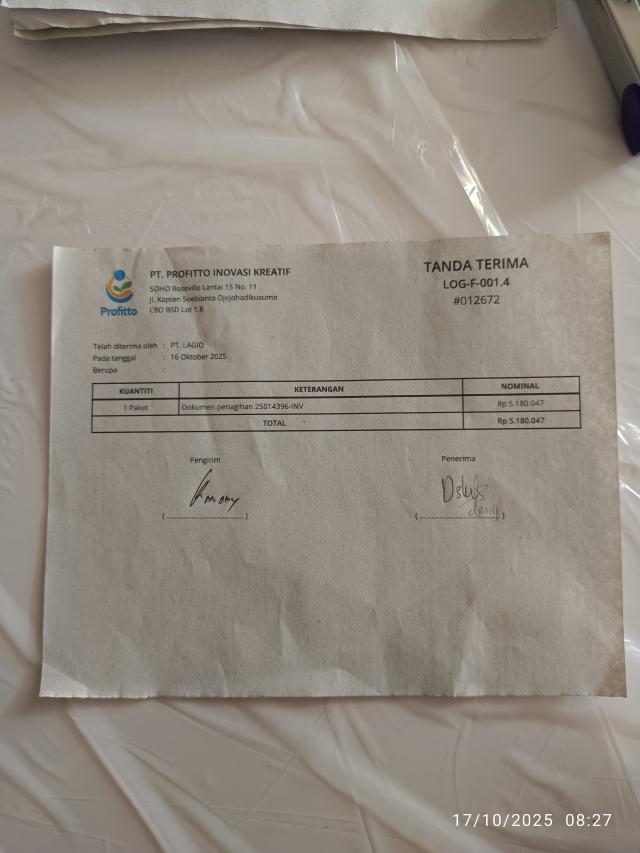 PT. PROFITTO INOVASI KREATIF
SOHO Roseville Lantai 15 No. 11
Jl. Kapten Soebianto Djojohadikusumo
CBD BSD Lot 1.8
Profitto
TANDA TERIMA
LOG-F-001.4
#012672
Telah diterima oleh : PT. LAGIO
Pada tanggal : 16 Oktober 2025
Berupa :
KUANTITI KETERANGAN NOMINAL
1 Paket Dokumen penagihan 25014396-INV Rp 5.180.047
TOTAL Rp 5.180.047
Pengirim Penerima
(........................) (........................)
17/10/2025 08:27